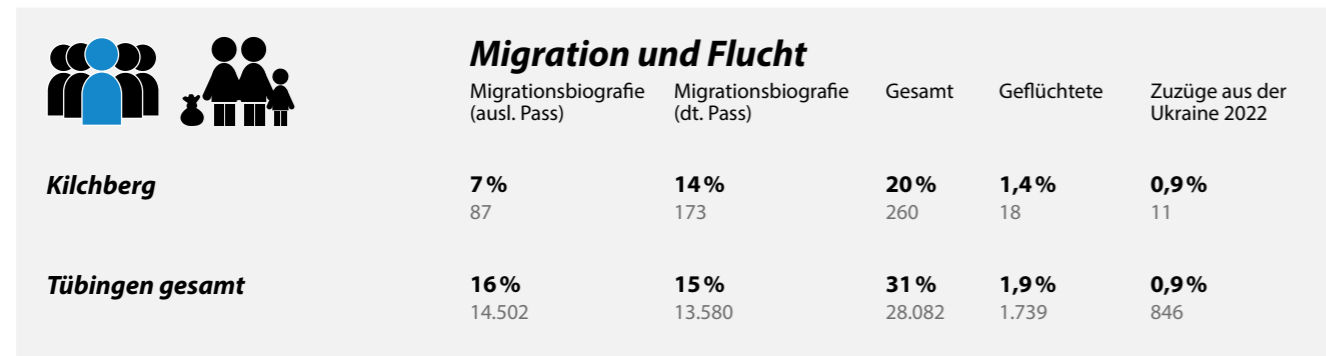 Migration und Flucht
Migrationsbiografie (ausl. Pass) Migrationsbiografie (dt. Pass) Gesamt Geflüchtete Zuzüge aus der Ukraine 2022
Kilchberg 7 % 14 % 20 % 1,4 % 0,9 %
87 173 260 18 11
Tübingen gesamt 16 % 15 % 31 % 1,9 % 0,9 %
14.502 13.580 28.082 1.739 846